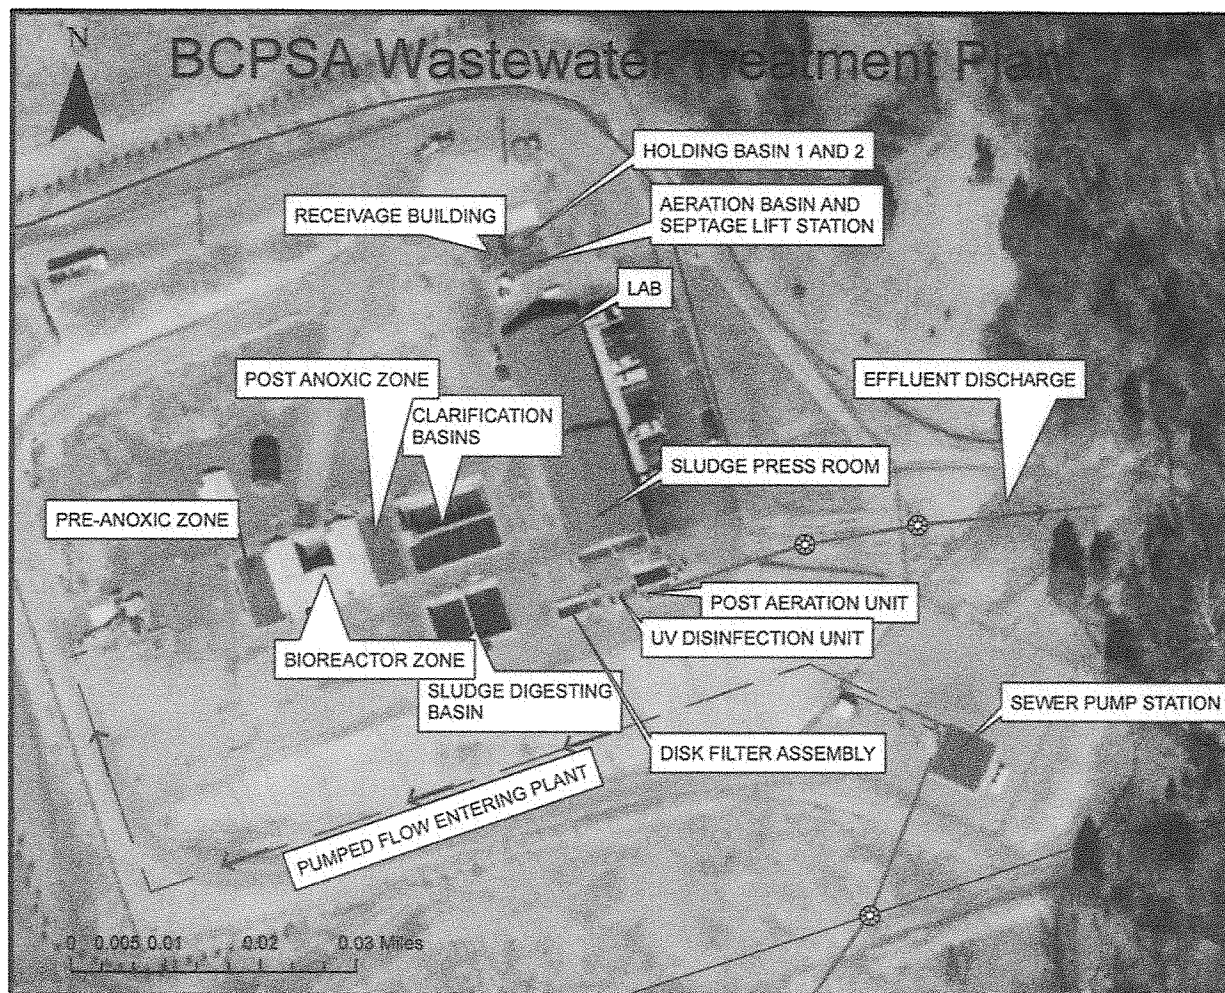 N
BCPSA Wastewater Treatment Plant
HOLDING BASIN 1 AND 2
RECEIVAGE BUILDING
AERATION BASIN AND
SEPTAGE LIFT STATION
LAB
POST ANOXIC ZONE
EFFLUENT DISCHARGE
CLARIFICATION
BASINS
SLUDGE PRESS ROOM
PRE-ANOXIC ZONE
POST AERATION UNIT
UV DISINFECTION UNIT
BIOREACTOR ZONE
SLUDGE DIGESTING
BASIN
SEWER PUMP STATION
DISK FILTER ASSEMBLY
PUMPED FLOW ENTERING PLANT
0 0.005 0.01 0.02 0.03 Miles